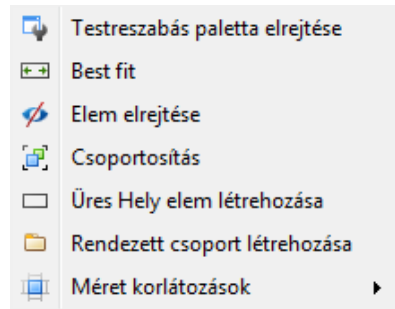 Testreszabás paletta elrejtése
Best fit
Elem elrejtése
Csoportosítás
Üres Hely elem létrehozása
Rendezett csoport létrehozása
Méret korlátozások